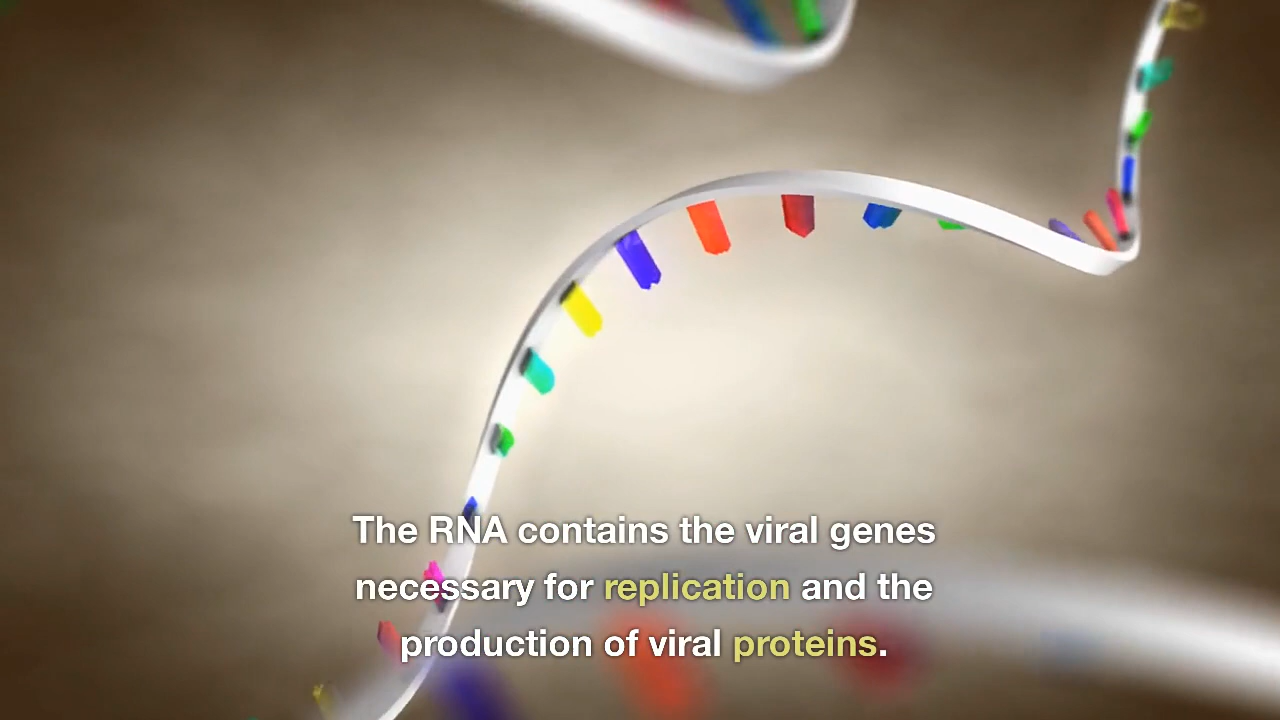 The RNA contains the viral genes
necessary for replication and the
production of viral proteins.